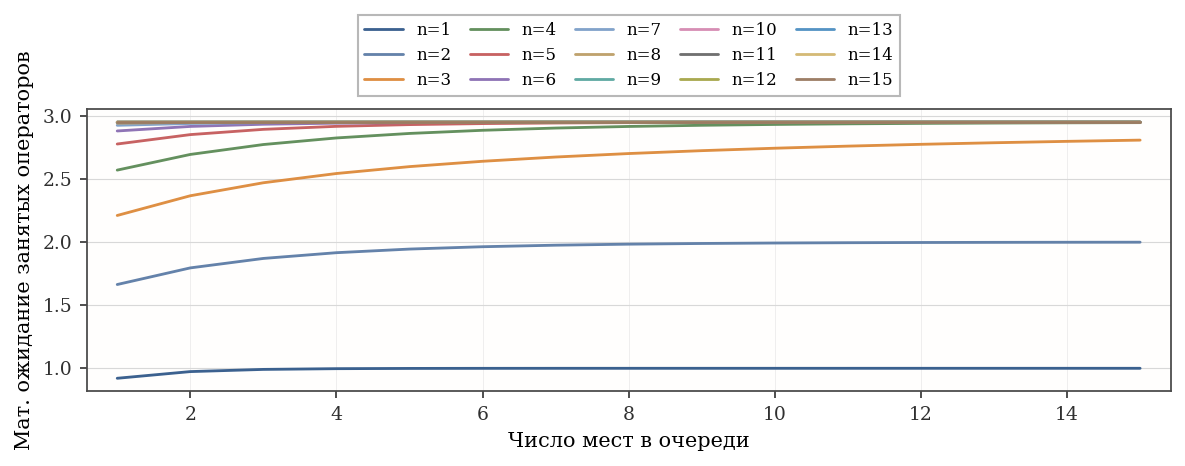 n=1 n=4 n=7 n=10 n=13
n=2 n=5 n=8 n=11 n=14
n=3 n=6 n=9 n=12 n=15
Мат. ожидание занятых операторов
3.0
2.5
2.0
1.5
1.0
2 4 6 8 10 12 14
Число мест в очереди